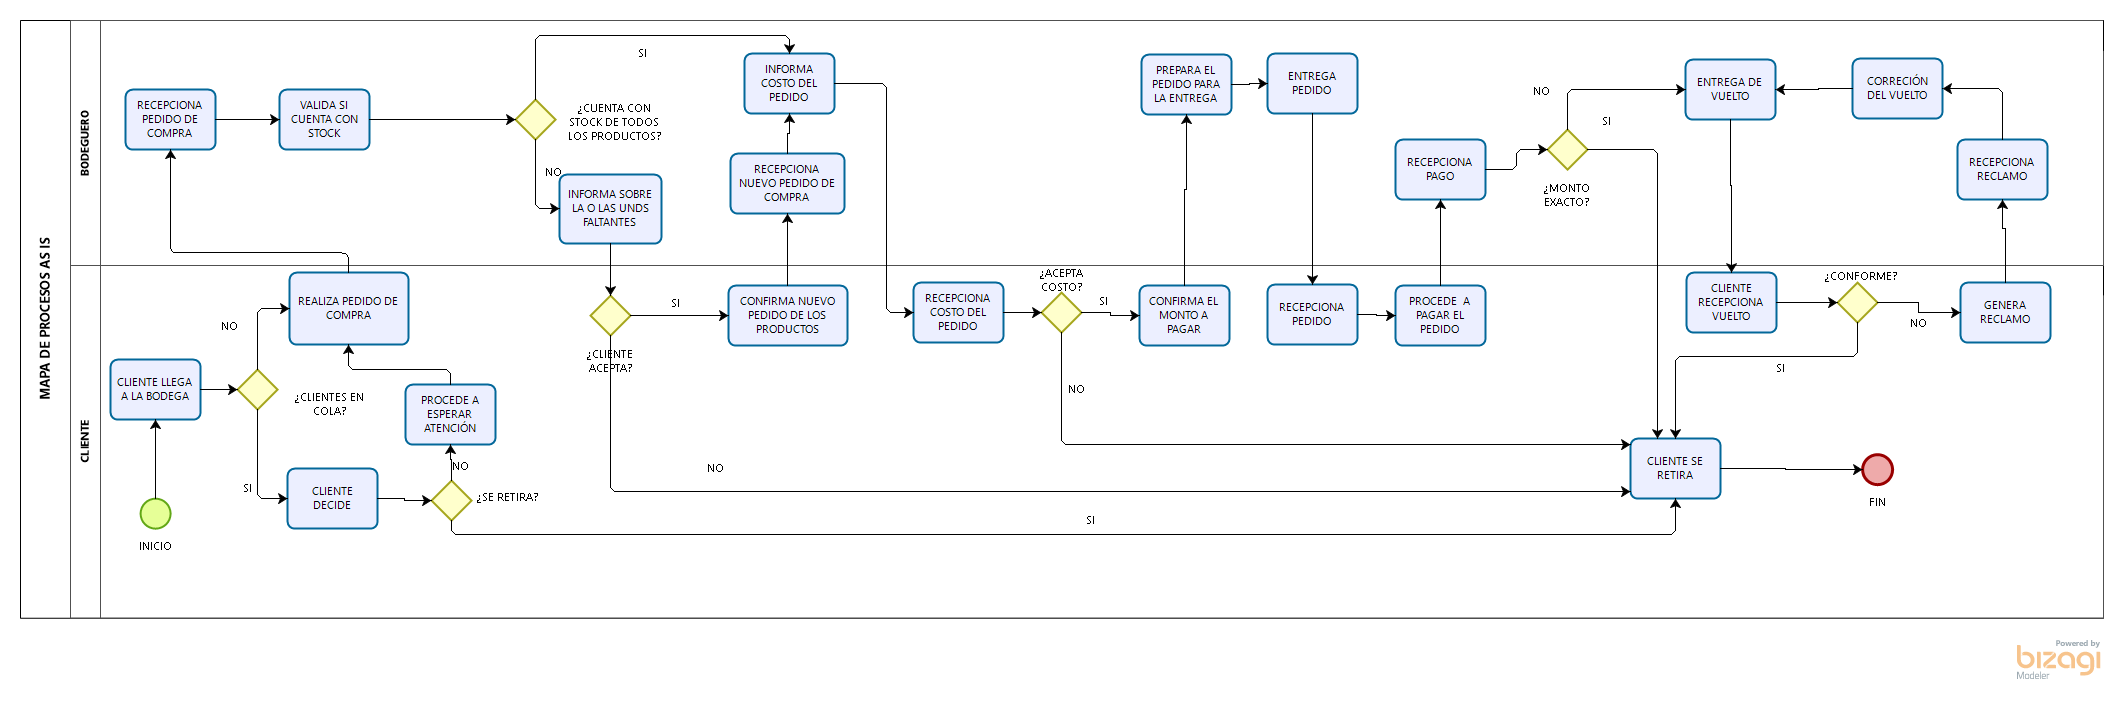 MAPA DE PROCESOS AS IS
BODEGUERO
RECEPCIONA
PEDIDO DE
COMPRA
VALIDA SI
CUENTA CON
STOCK
SI
¿CUENTA CON
STOCK DE TODOS
LOS PRODUCTOS?
NO
INFORMA SOBRE
LA O LAS UNDS
FALTANTES
INFORMA
COSTO DEL
PEDIDO
RECEPCIONA
NUEVO PEDIDO DE
COMPRA
PREPARA EL
PEDIDO PARA
LA ENTREGA
ENTREGA
PEDIDO
RECEPCIONA
PAGO
NO
SI
¿MONTO
EXACTO?
ENTREGA DE
VUELTO
CORRECIÓN
DEL VUELTO
RECEPCIONA
RECLAMO
CLIENTE
INICIO
CLIENTE LLEGA
A LA BODEGA
NO
SI
¿CLIENTES EN
COLA?
REALIZA PEDIDO DE
COMPRA
CLIENTE
DECIDE
PROCEDE A
ESPERAR
ATENCIÓN
NO
¿SE RETIRA?
SI
¿CLIENTE
ACEPTA?
SI
NO
CONFIRMA NUEVO
PEDIDO DE LOS
PRODUCTOS
RECEPCIONA
COSTO DEL
PEDIDO
¿ACEPTA
COSTO?
SI
NO
CONFIRMA EL
MONTO A
PAGAR
RECEPCIONA
PEDIDO
PROCEDE A
PAGAR EL
PEDIDO
CLIENTE
RECEPCIONA
VUELTO
¿CONFORME?
NO
SI
GENERA
RECLAMO
CLIENTE SE
RETIRA
FIN
Powered by
bizagi
Modeler